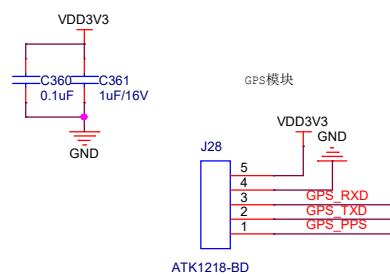 VDD3V3
C360
0.1uF
C361
1uF/16V
GND
GPS模块
VDD3V3
GND
J28
5
4
3
2
1
GPS_RXD
GPS_TXD
GPS_PPS
ATK1218-BD